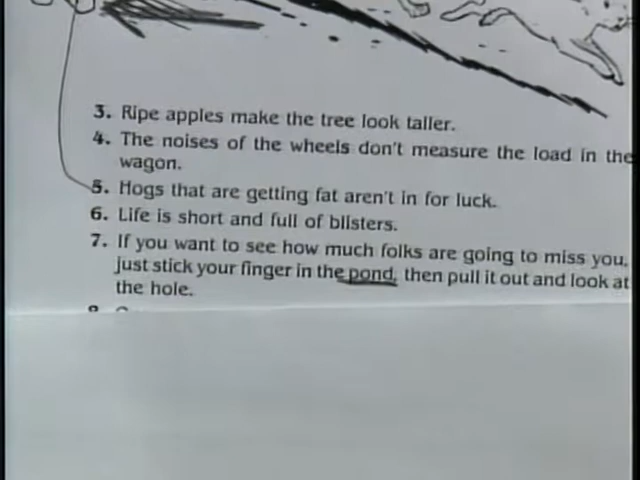 3. Ripe apples make the tree look taller.
4. The noises of the wheels don't measure the load in the
wagon.
5. Hogs that are getting fat aren't in for luck.
6. Life is short and full of blisters.
7. If you want to see how much folks are going to miss you,
just stick your finger in the pond, then pull it out and look at
the hole.